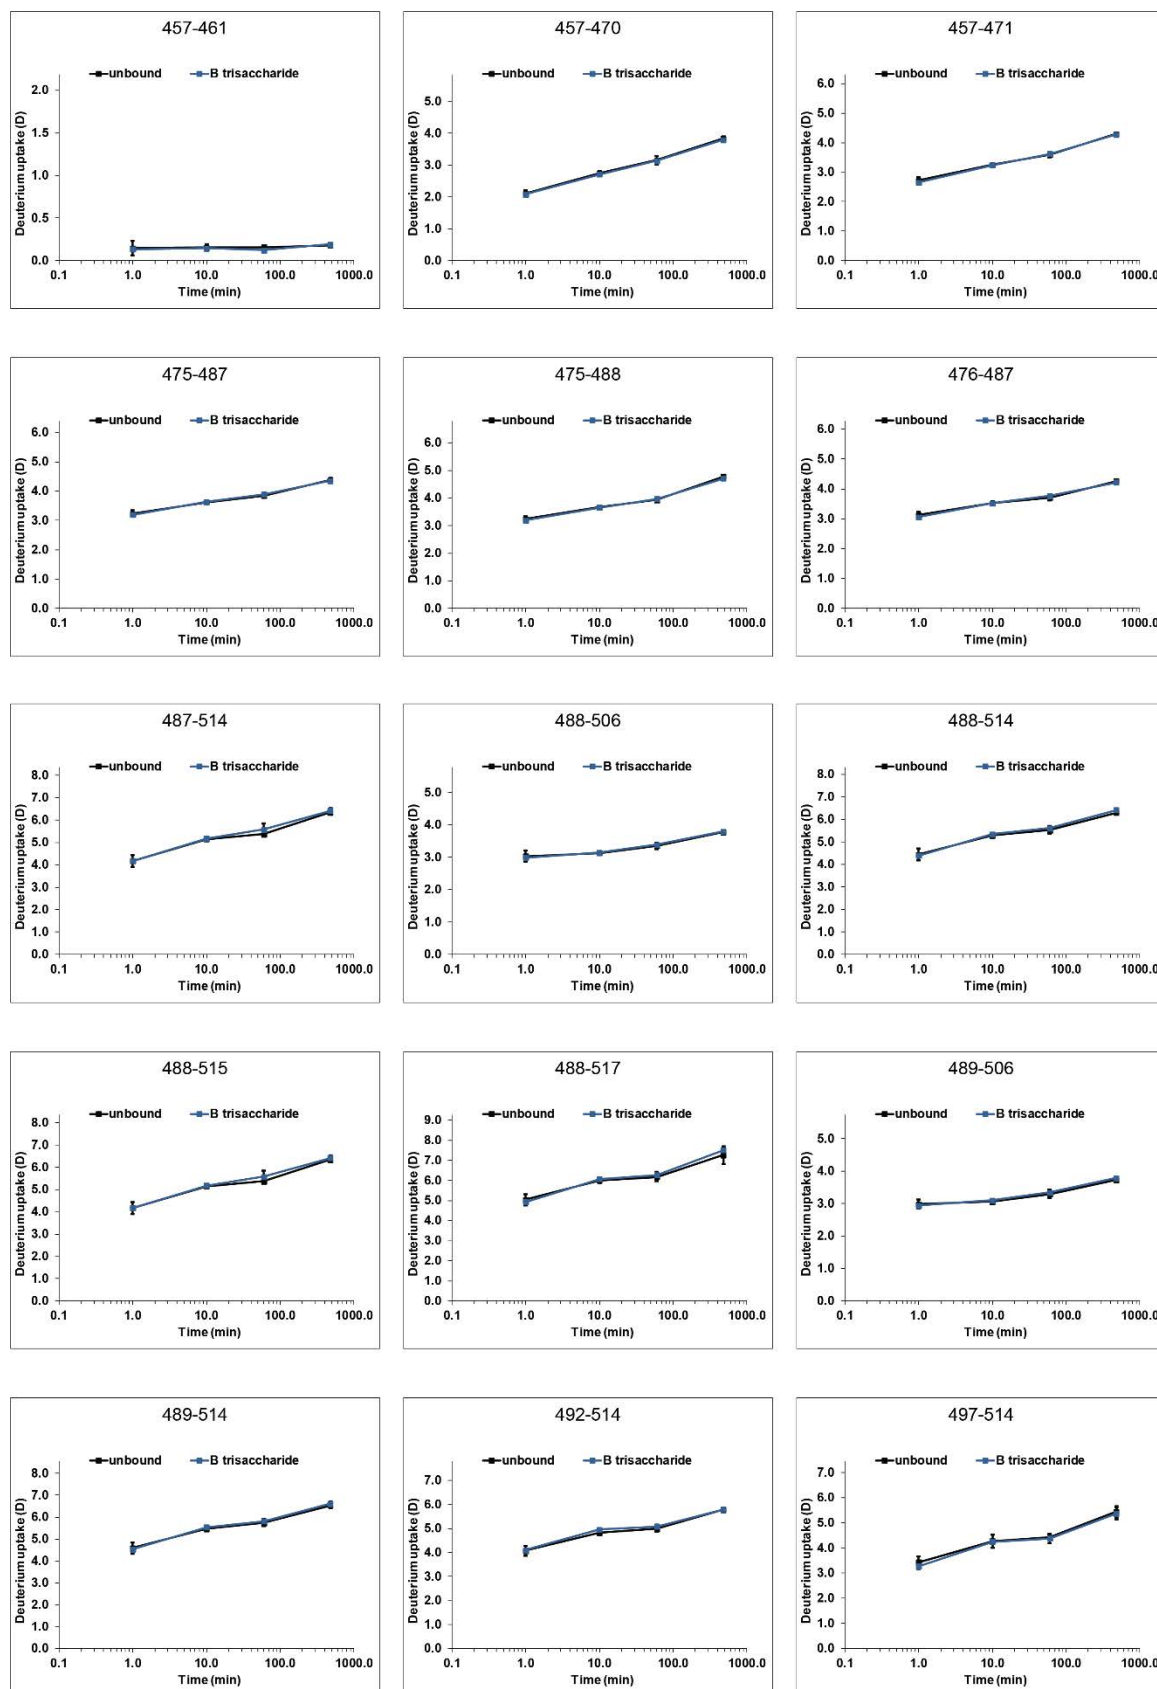 457-461
unbound B trisaccharide
Deuterium uptake (D)
2.0
1.5
1.0
0.5
0.0
0.1 1.0 10.0 100.0 1000.0
Time (min)
457-470
unbound B trisaccharide
Deuterium uptake (D)
5.0
4.0
3.0
2.0
1.0
0.0
0.1 1.0 10.0 100.0 1000.0
Time (min)
457-471
unbound B trisaccharide
Deuterium uptake (D)
6.0
5.0
4.0
3.0
2.0
1.0
0.0
0.1 1.0 10.0 100.0 1000.0
Time (min)
475-487
unbound B trisaccharide
Deuterium uptake (D)
6.0
5.0
4.0
3.0
2.0
1.0
0.0
0.1 1.0 10.0 100.0 1000.0
Time (min)
475-488
unbound B trisaccharide
Deuterium uptake (D)
6.0
5.0
4.0
3.0
2.0
1.0
0.0
0.1 1.0 10.0 100.0 1000.0
Time (min)
476-487
unbound B trisaccharide
Deuterium uptake (D)
6.0
5.0
4.0
3.0
2.0
1.0
0.0
0.1 1.0 10.0 100.0 1000.0
Time (min)
487-514
unbound B trisaccharide
Deuterium uptake (D)
8.0
7.0
6.0
5.0
4.0
3.0
2.0
1.0
0.0
0.1 1.0 10.0 100.0 1000.0
Time (min)
488-506
unbound B trisaccharide
Deuterium uptake (D)
5.0
4.0
3.0
2.0
1.0
0.0
0.1 1.0 10.0 100.0 1000.0
Time (min)
488-514
unbound B trisaccharide
Deuterium uptake (D)
8.0
7.0
6.0
5.0
4.0
3.0
2.0
1.0
0.0
0.1 1.0 10.0 100.0 1000.0
Time (min)
488-515
unbound B trisaccharide
Deuterium uptake (D)
8.0
7.0
6.0
5.0
4.0
3.0
2.0
1.0
0.0
0.1 1.0 10.0 100.0 1000.0
Time (min)
488-517
unbound B trisaccharide
Deuterium uptake (D)
9.0
8.0
7.0
6.0
5.0
4.0
3.0
2.0
1.0
0.0
0.1 1.0 10.0 100.0 1000.0
Time (min)
489-506
unbound B trisaccharide
Deuterium uptake (D)
5.0
4.0
3.0
2.0
1.0
0.0
0.1 1.0 10.0 100.0 1000.0
Time (min)
489-514
unbound B trisaccharide
Deuterium uptake (D)
8.0
7.0
6.0
5.0
4.0
3.0
2.0
1.0
0.0
0.1 1.0 10.0 100.0 1000.0
Time (min)
492-514
unbound B trisaccharide
Deuterium uptake (D)
7.0
6.0
5.0
4.0
3.0
2.0
1.0
0.0
0.1 1.0 10.0 100.0 1000.0
Time (min)
497-514
unbound B trisaccharide
Deuterium uptake (D)
7.0
6.0
5.0
4.0
3.0
2.0
1.0
0.0
0.1 1.0 10.0 100.0 1000.0
Time (min)